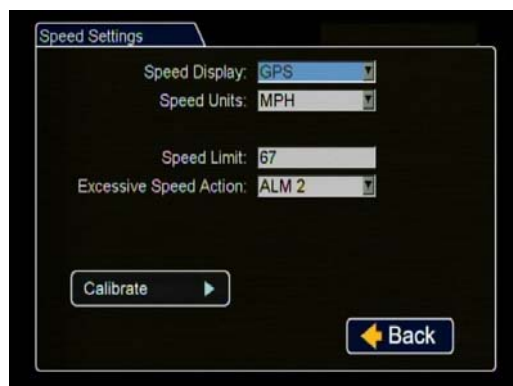 Speed Settings
Speed Display: GPS
Speed Units: MPH
Speed Limit: 67
Excessive Speed Action: ALM 2
Calibrate
Back